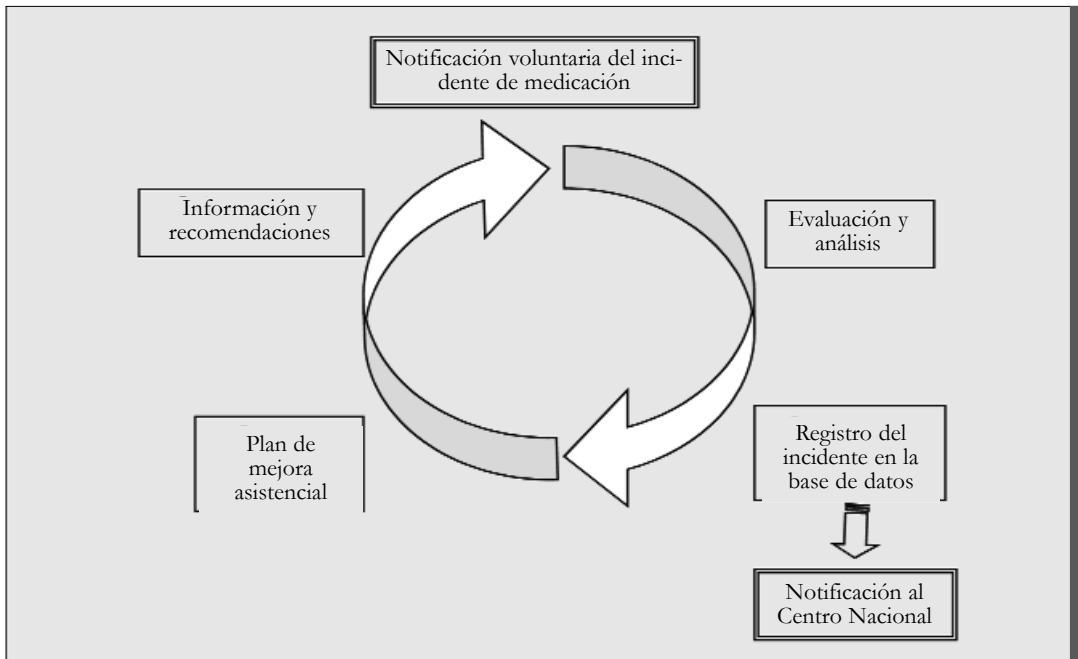 Notificación voluntaria del inci-
dente de medicación
Información y
recomendaciones
Evaluación y
análisis
Plan de
mejora
asistencial
Registro del
incidente en la
base de datos
Notificación al
Centro Nacional